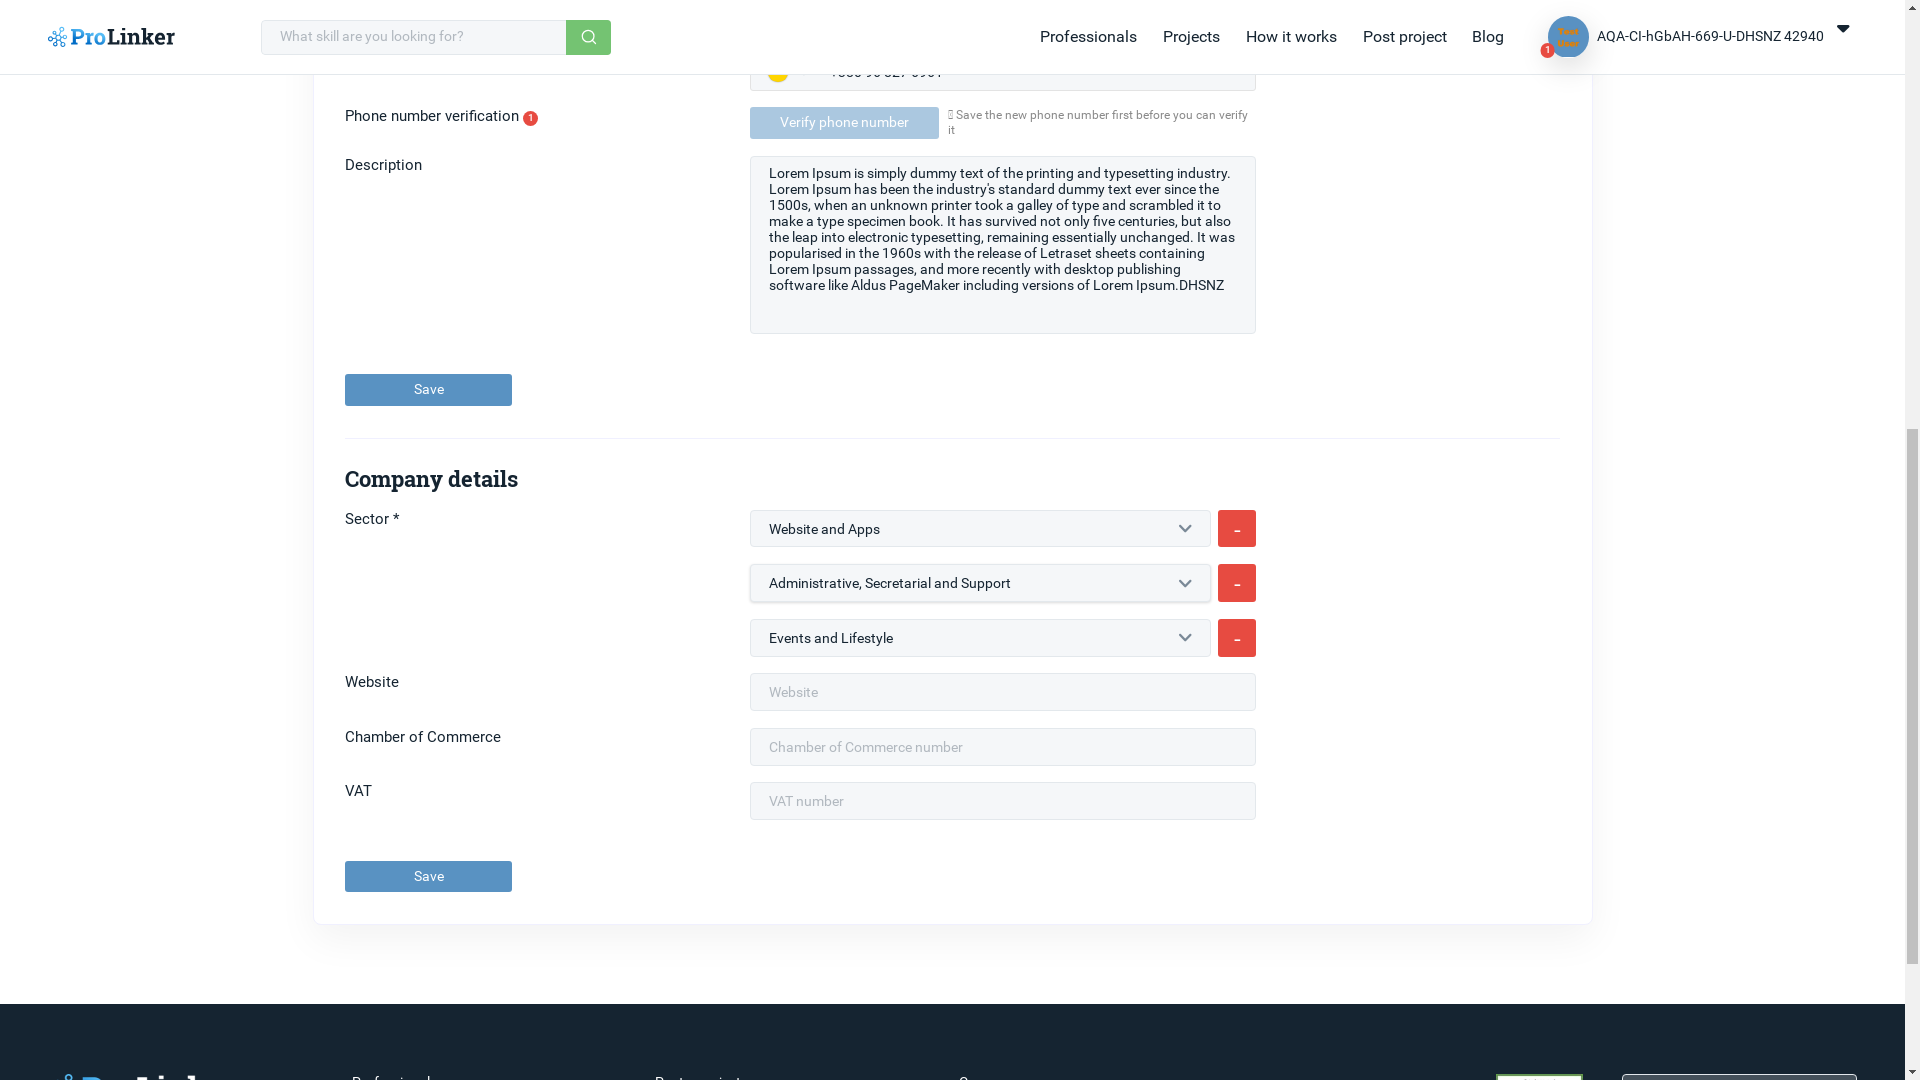 ProLinker
What skill are you looking for?
Professionals
Projects
How it works
Post project
Blog
1
AQA-CI-hGbAH-669-U-DHSNZ 42940
Phone number verification 1
Verify phone number
Save the new phone number first before you can verify
it
Description
Lorem Ipsum is simply dummy text of the printing and typesetting industry.
Lorem Ipsum has been the industry's standard dummy text ever since the
1500s, when an unknown printer took a galley of type and scrambled it to
make a type specimen book. It has survived not only five centuries, but also
the leap into electronic typesetting, remaining essentially unchanged. It was
popularised in the 1960s with the release of Letraset sheets containing
Lorem Ipsum passages, and more recently with desktop publishing
software like Aldus PageMaker including versions of Lorem Ipsum.DHSNZ
Save
Company details
Sector *
Website and Apps
-
Administrative, Secretarial and Support
-
Events and Lifestyle
-
Website
Website
Chamber of Commerce
Chamber of Commerce number
VAT
VAT number
Save